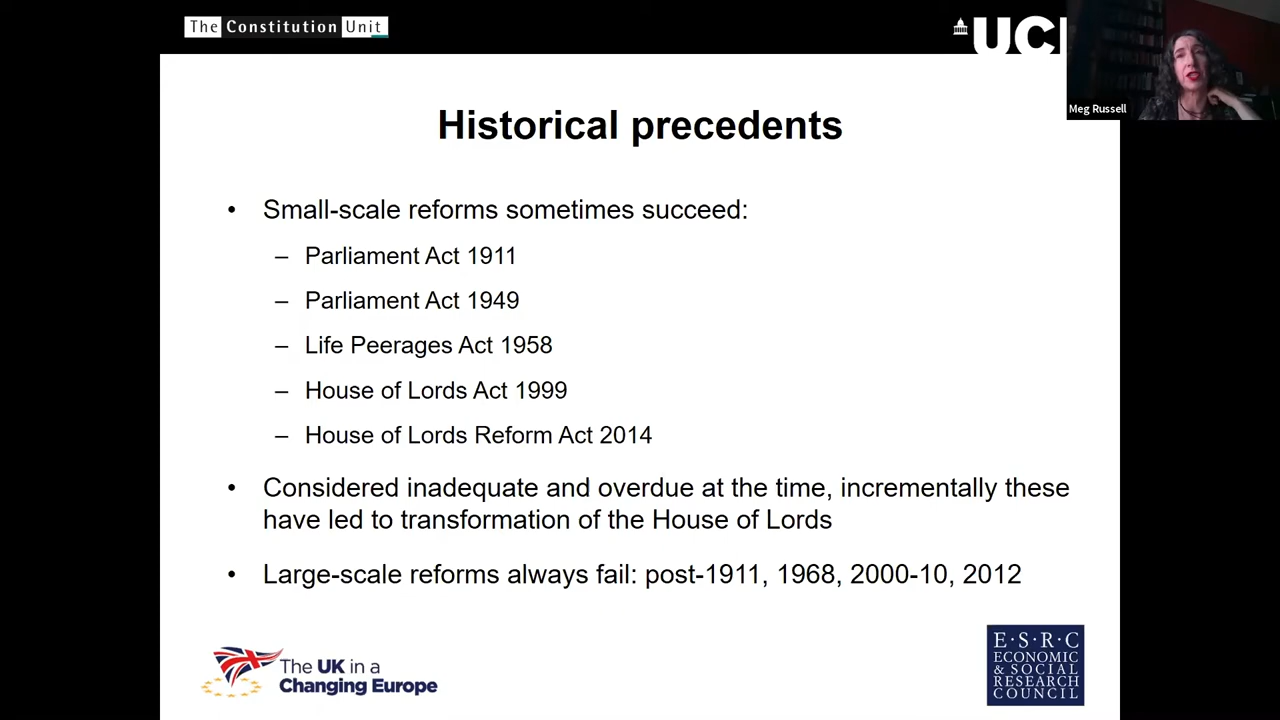 The Constitution Unit
UCL
Meg Russell
Historical precedents
• Small-scale reforms sometimes succeed:
– Parliament Act 1911
– Parliament Act 1949
– Life Peerages Act 1958
– House of Lords Act 1999
– House of Lords Reform Act 2014
• Considered inadequate and overdue at the time, incrementally these
have led to transformation of the House of Lords
• Large-scale reforms always fail: post-1911, 1968, 2000-10, 2012
The UK in a
Changing Europe
E·S·R·C
ECONOMIC
& SOCIAL
RESEARCH
COUNCIL